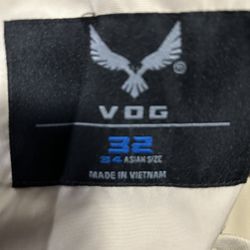 VOG
32
34 ASIAN SIZE
MADE IN VIETNAM